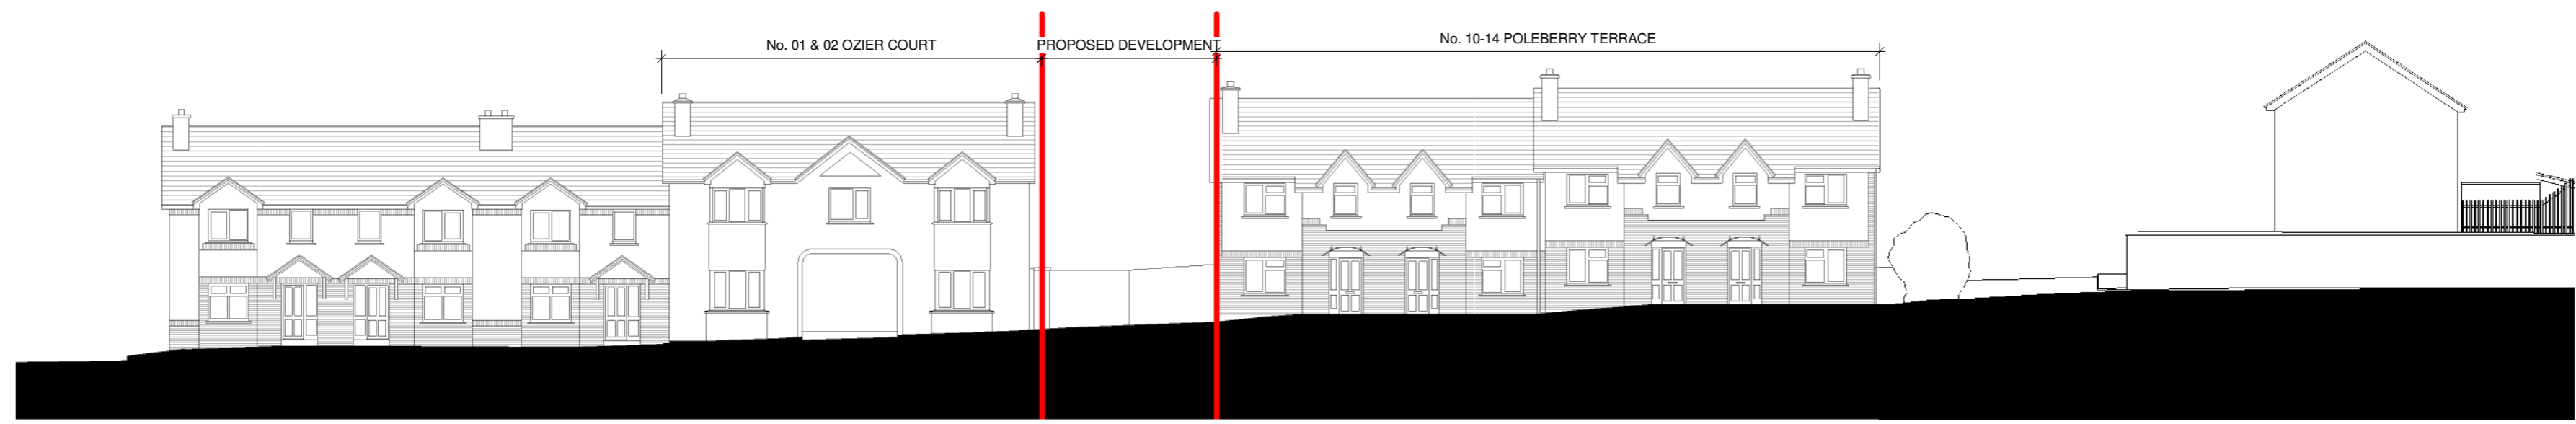 No. 01 & 02 OZIER COURT
PROPOSED DEVELOPMENT
No. 10-14 POLEBERRY TERRACE